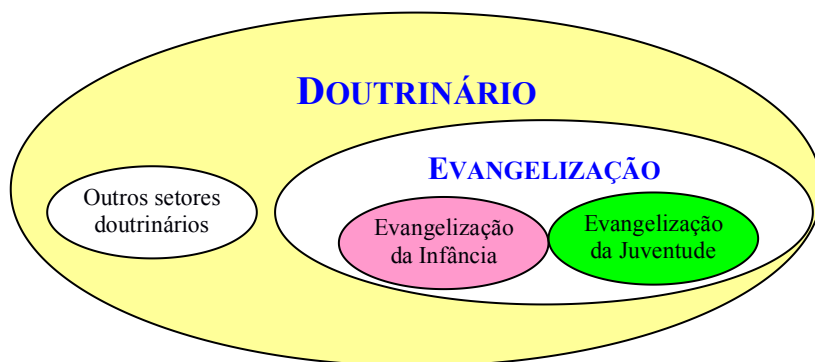 DOUTRINÁRIO
EVANGELIZAÇÃO
Outros setores
doutrinários
Evangelização
da Infância
Evangelização
da Juventude